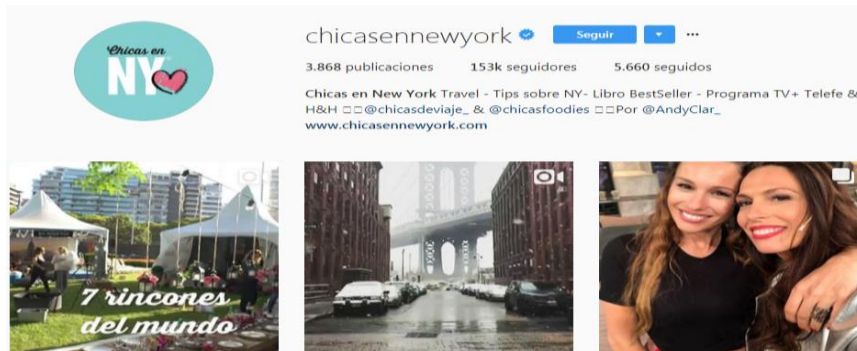 Chicas en
NY
chicasennewyork
Seguir
3.868 publicaciones 153k seguidores 5.660 seguidos
Chicas en New York Travel - Tips sobre NY- Libro BestSeller - Programa TV+ Telefe &
H&H □□@chicasdeviaje_ & @chicasfoodies □□Por @AndyClar_
www.chicasennewyork.com
7 rincones
del mundo